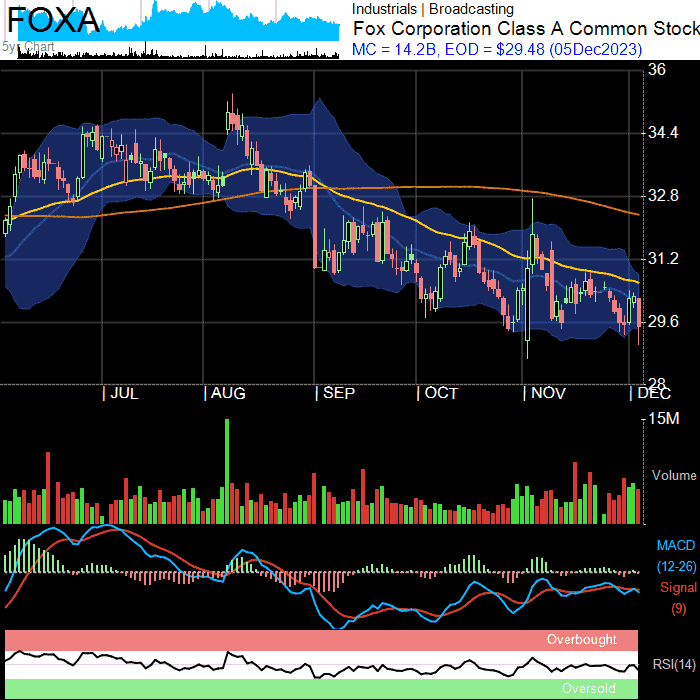 FOXA
Industrials | Broadcasting
Fox Corporation Class A Common Stock
5yr Chart
MC = 14.2B, EOD = $29.48 (05Dec2023)
36
34.4
32.8
31.2
29.6
28
| JUL | AUG | SEP | OCT | NOV | DEC
15M
Volume
MACD
(12-26)
Signal
(9)
Overbought
RSI(14)
Oversold